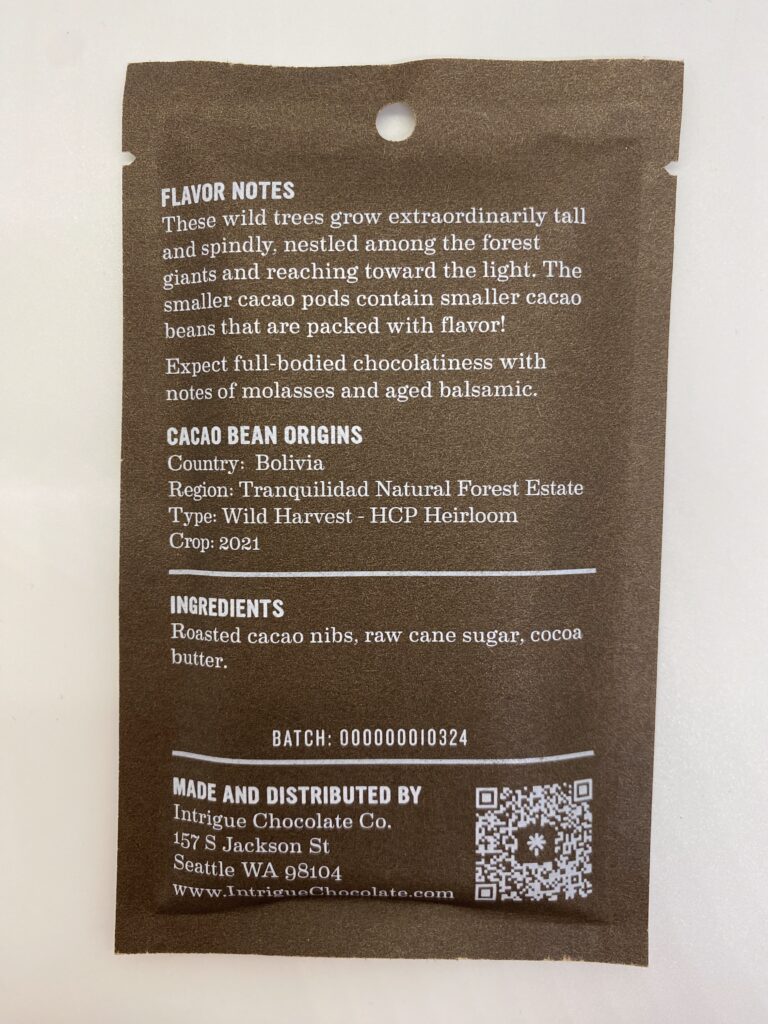 FLAVOR NOTES
These wild trees grow extraordinarily tall
and spindly, nestled among the forest
giants and reaching toward the light. The
smaller cacao pods contain smaller cacao
beans that are packed with flavor!
Expect full-bodied chocolatiness with
notes of molasses and aged balsamic.
CACAO BEAN ORIGINS
Country: Bolivia
Region: Tranquilidad Natural Forest Estate
Type: Wild Harvest - HCP Heirloom
Crop: 2021
INGREDIENTS
Roasted cacao nibs, raw cane sugar, cocoa
butter.
BATCH: 000000010324
MADE AND DISTRIBUTED BY
Intrigue Chocolate Co.
157 S Jackson St
Seattle WA 98104
www.IntrigueChocolate.com